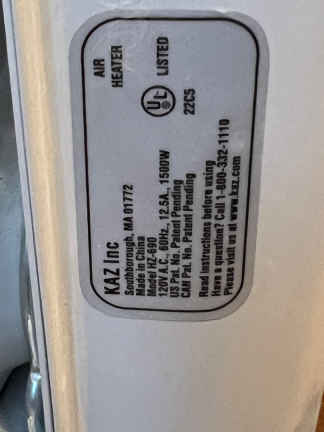 AIR
HEATER
UL
LISTED
22C5
KAZ Inc
Southborough, MA 01772
Made in China
Model HZ-690
120V A.C., 60Hz, 12.5A., 1500W
US Pat. No. Patent Pending
CAN Pat. No. Patent Pending
Read instructions before using
Have a question? Call 1-800-332-1110
Please visit us at www.kaz.com